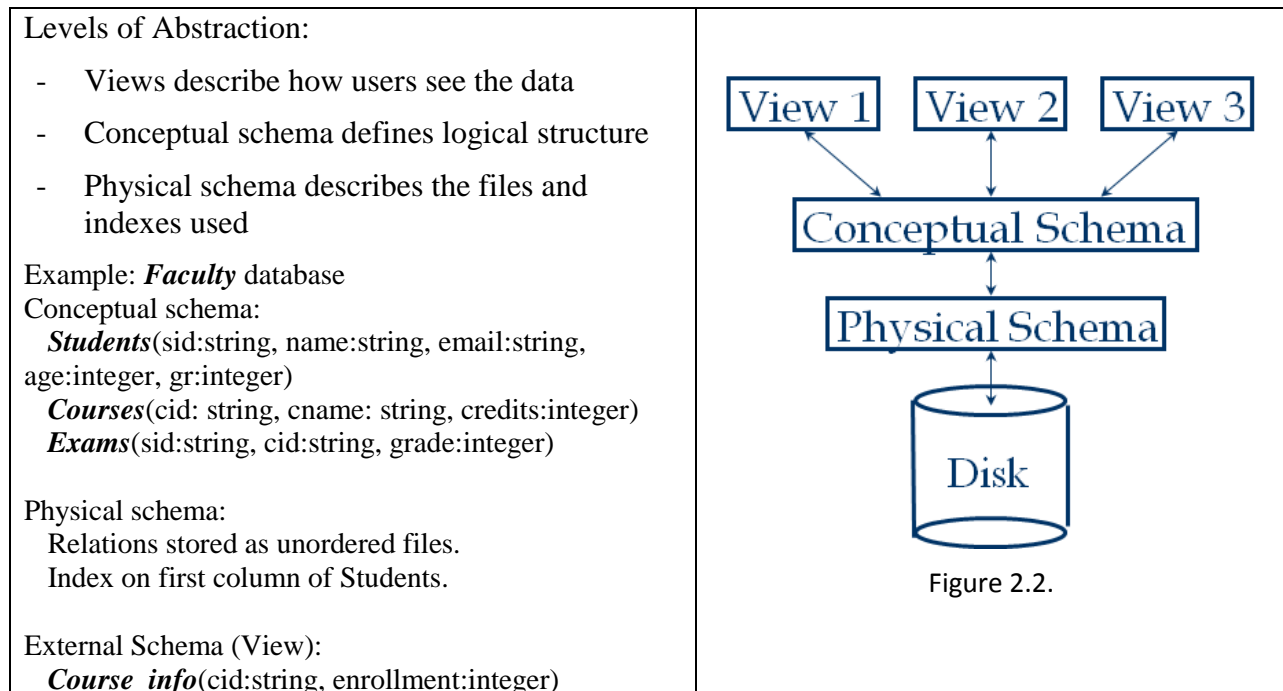 Levels of Abstraction:
- Views describe how users see the data
- Conceptual schema defines logical structure
- Physical schema describes the files and
indexes used
Example: Faculty database
Conceptual schema:
Students(sid:string, name:string, email:string,
age:integer, gr:integer)
Courses(cid: string, cname: string, credits:integer)
Exams(sid:string, cid:string, grade:integer)
Physical schema:
Relations stored as unordered files.
Index on first column of Students.
External Schema (View):
Course_info(cid:string, enrollment:integer)
View 1 View 2 View 3
Conceptual Schema
Physical Schema
Disk
Figure 2.2.